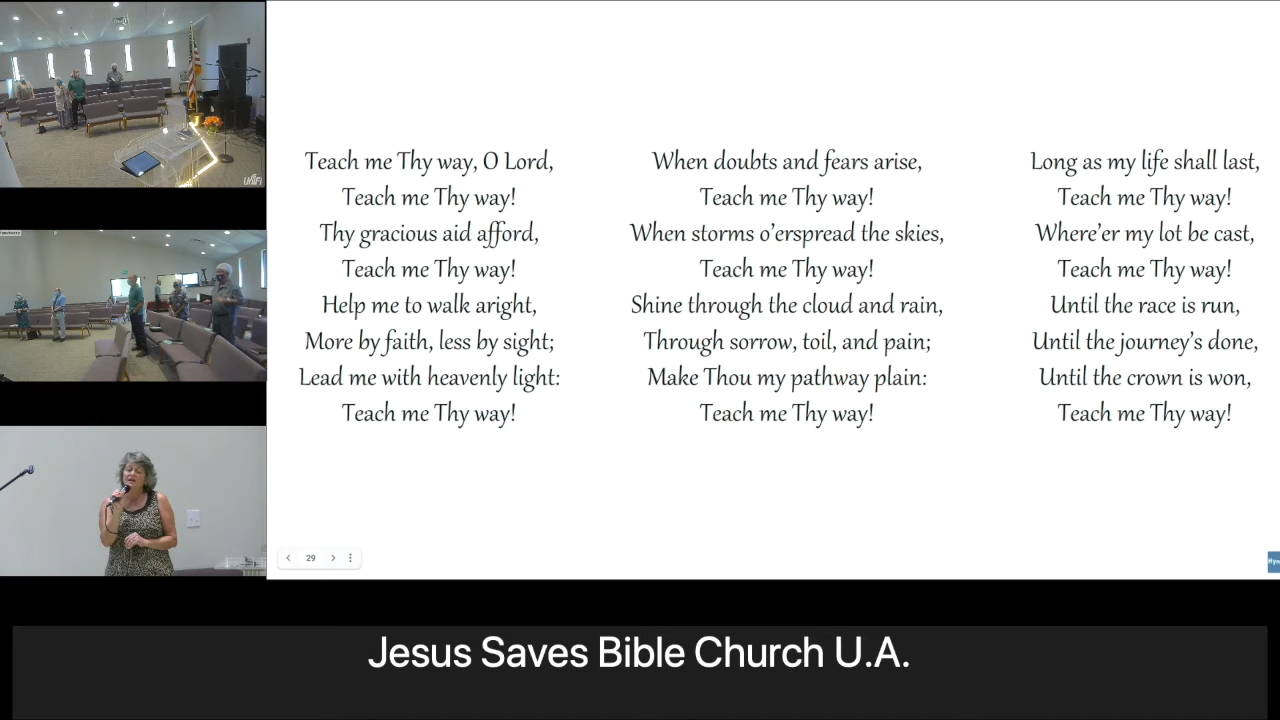 Teach me Thy way, O Lord,
Teach me Thy way!
Thy gracious aid afford,
Teach me Thy way!
Help me to walk aright,
More by faith, less by sight;
Lead me with heavenly light:
Teach me Thy way!
When doubts and fears arise,
Teach me Thy way!
When storms o’erspread the skies,
Teach me Thy way!
Shine through the cloud and rain,
Through sorrow, toil, and pain;
Make Thou my pathway plain:
Teach me Thy way!
Long as my life shall last,
Teach me Thy way!
Where’er my lot be cast,
Teach me Thy way!
Until the race is run,
Until the journey’s done,
Until the crown is won,
Teach me Thy way!
29
UniFi
Jesus Saves Bible Church U.A.